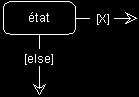 état
[X]
[else]